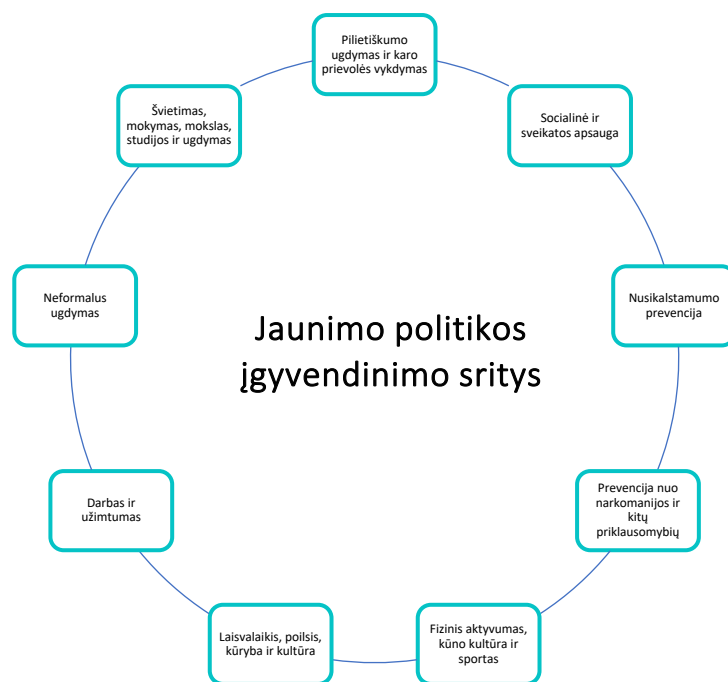 Pilietiškumo
ugdymas ir karo
prievolės vykdymas
Socialinė ir
sveikatos apsauga
Nusikalstamumo
prevencija
Prevencija nuo
narkomanijos ir
kitų
priklausomybių
Fizinis aktyvumas,
kūno kultūra ir
sportas
Laisvalaikis, poilsis,
kūryba ir kultūra
Darbas ir
užimtumas
Neformalus
ugdymas
Švietimas,
mokymas, mokslas,
studijos ir ugdymas
Jaunimo politikos
įgyvendinimo sritys